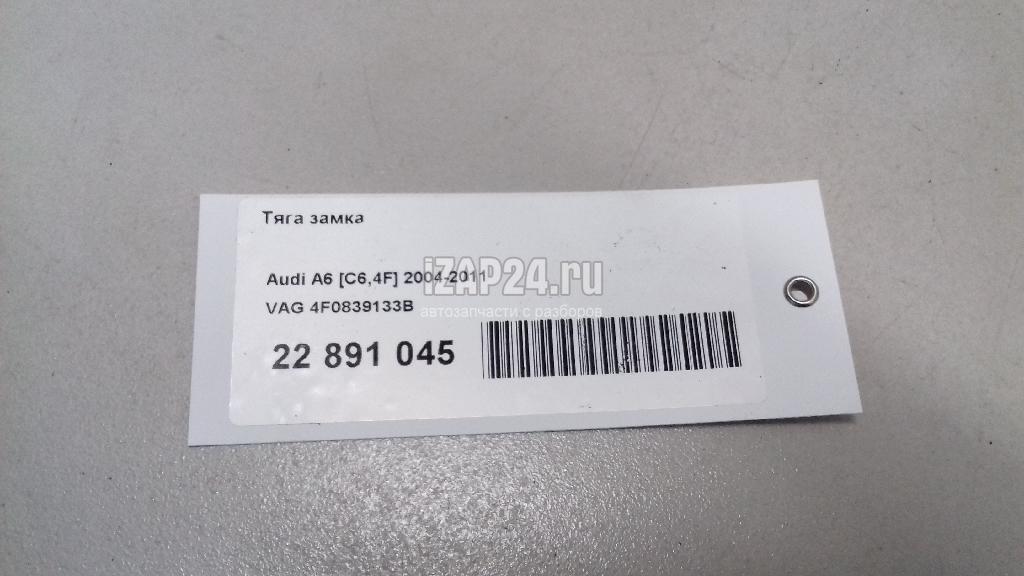 Тяга замка
Audi A6 [C6,4F] 2004-2011
iZAP24.ru
VAG 4F0839133B
автозапчасти с разборов
22 891 045